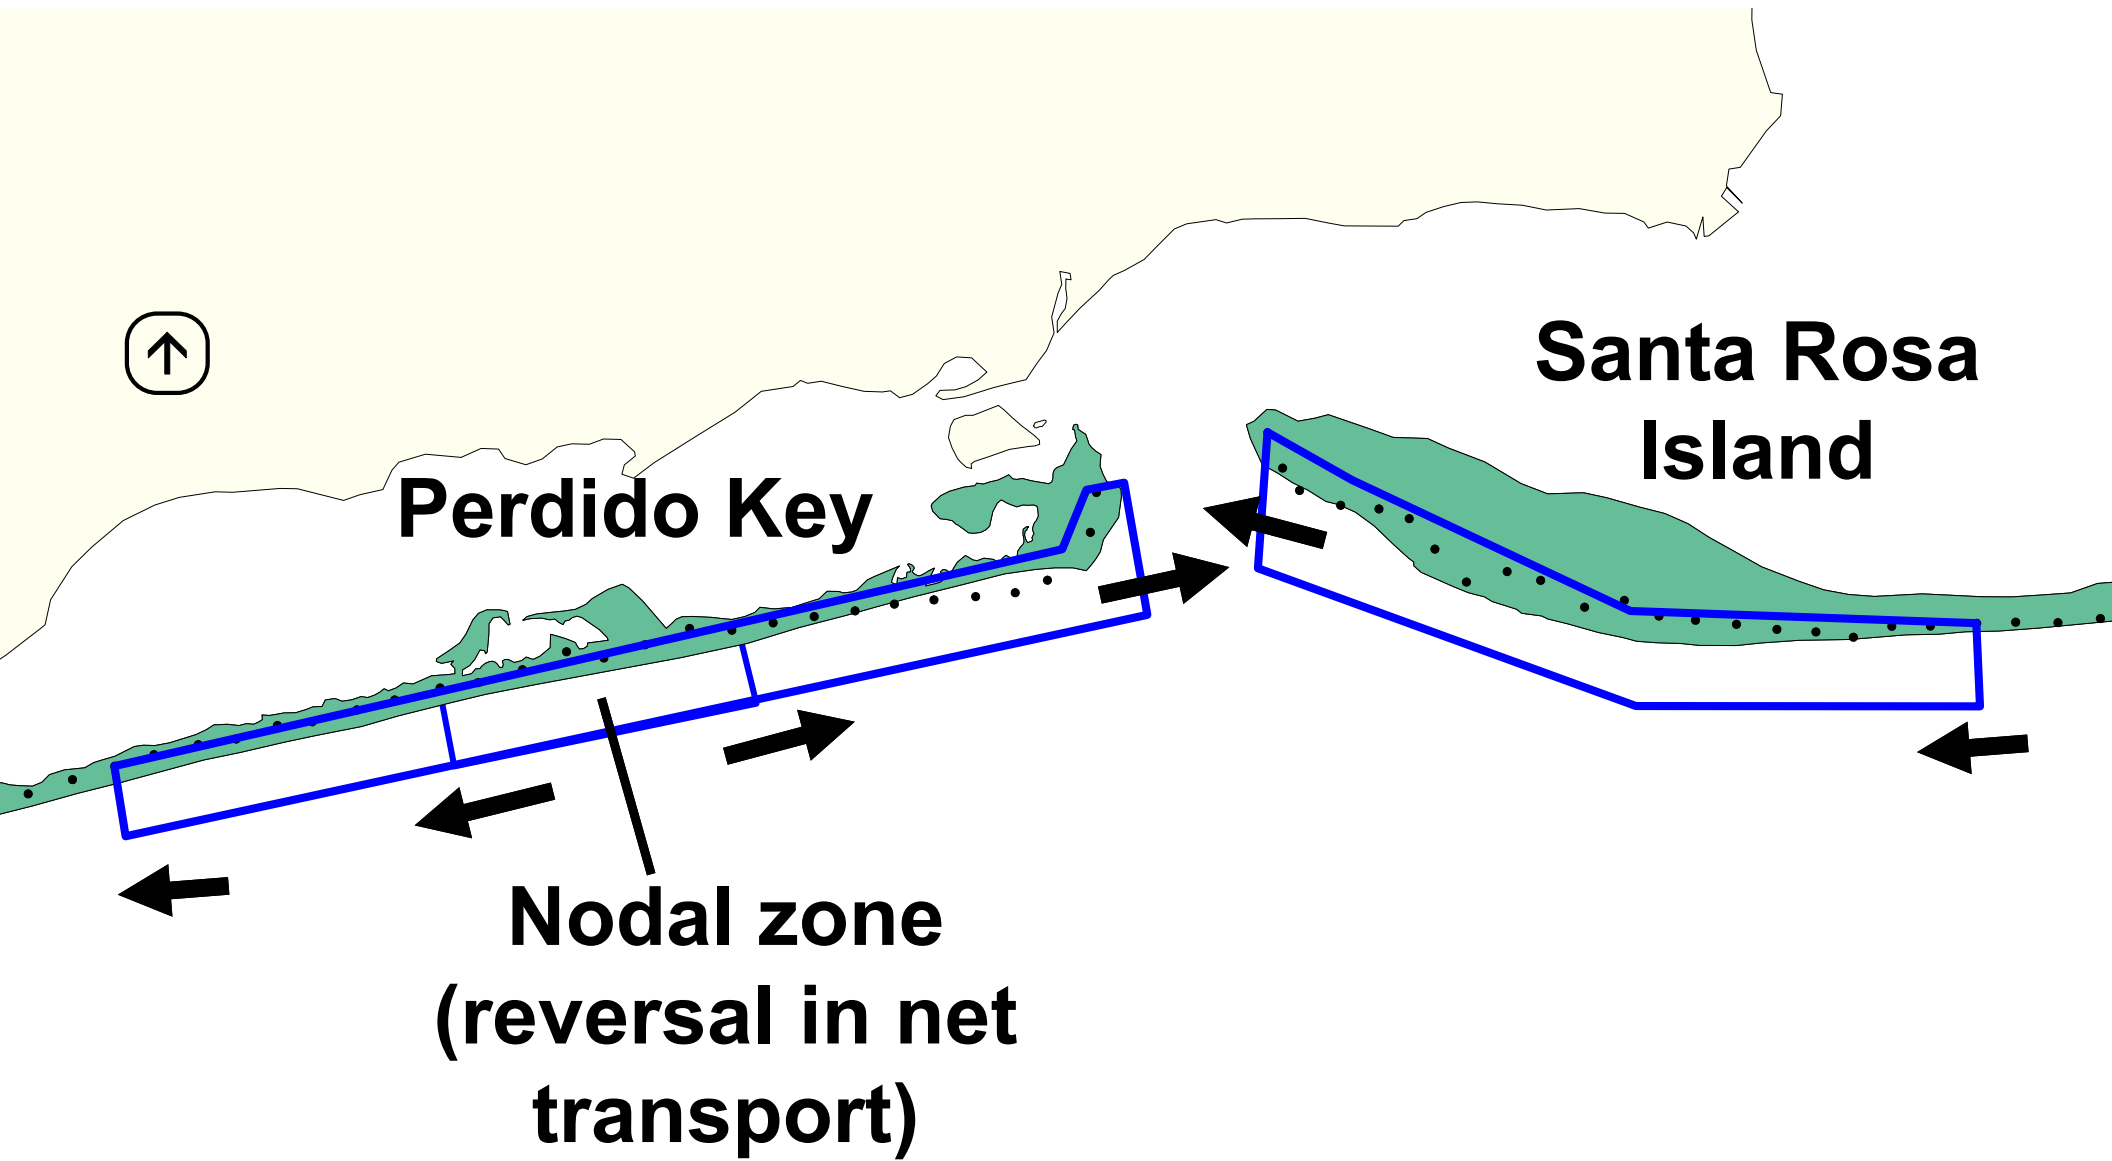 Santa Rosa
Island
Perdido Key
Nodal zone
(reversal in net
transport)